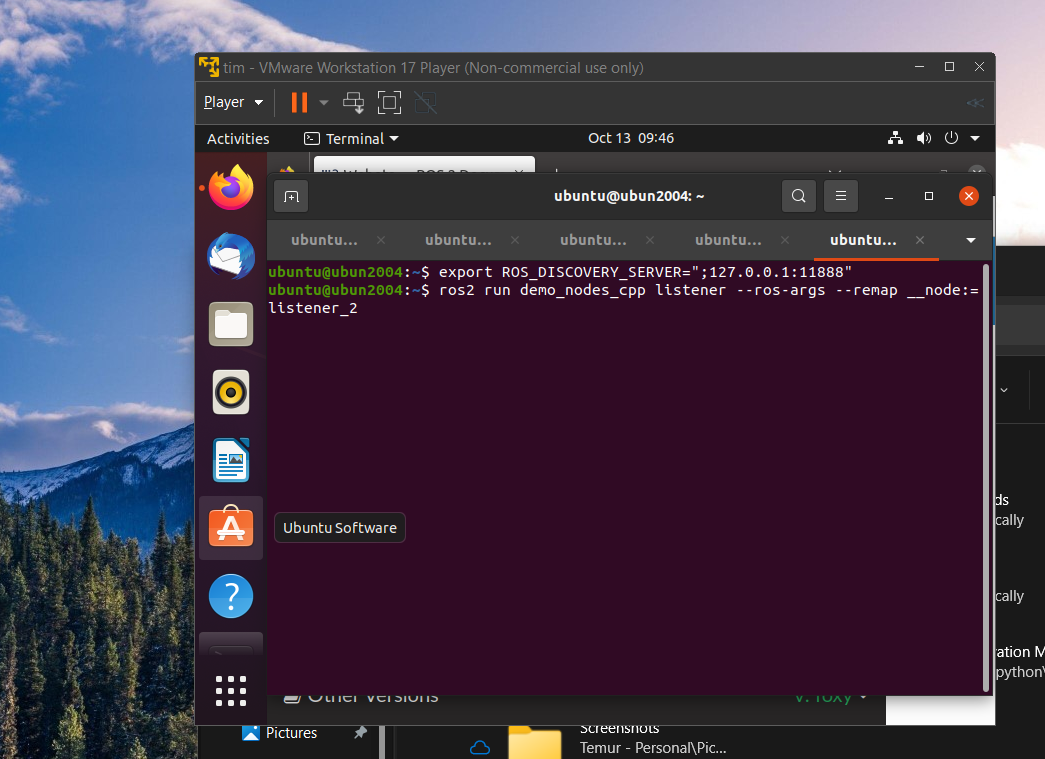 tim - VMware Workstation 17 Player (Non-commercial use only)
Player
Activities
Terminal
Oct 13 09:46
ubuntu@ubun2004: ~
ubuntu...
ubuntu...
ubuntu...
ubuntu...
ubuntu...
ubuntu@ubun2004:~$ export ROS_DISCOVERY_SERVER=";127.0.0.1:11888"
ubuntu@ubun2004:~$ ros2 run demo_nodes_cpp listener --ros-args --remap __node:=
listener_2
Ubuntu Software
ds
cally
cally
ration M
python\
Other Versions
v: foxy
Pictures
Screenshots
Temur - Personal\Pic...